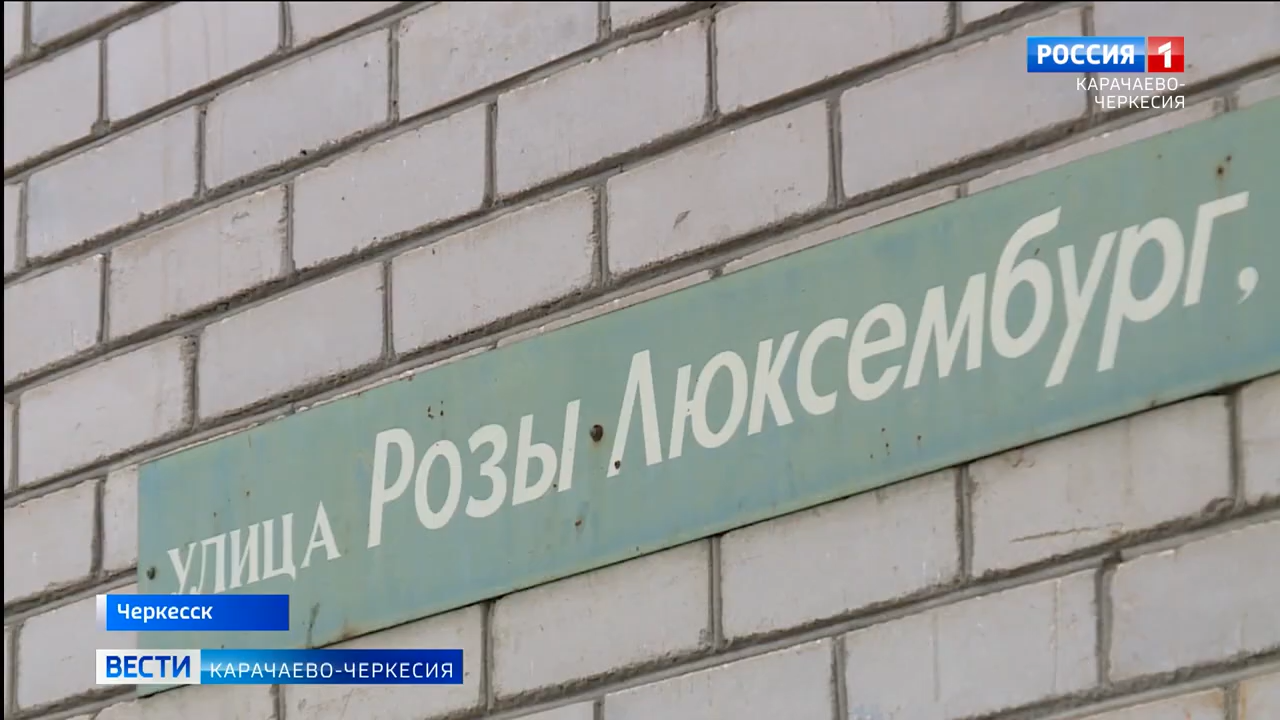 РОССИЯ 1
КАРАЧАЕВО-
ЧЕРКЕСИЯ
улица Розы Люксембург,
Черкесск
ВЕСТИ КАРАЧАЕВО-ЧЕРКЕСИЯ